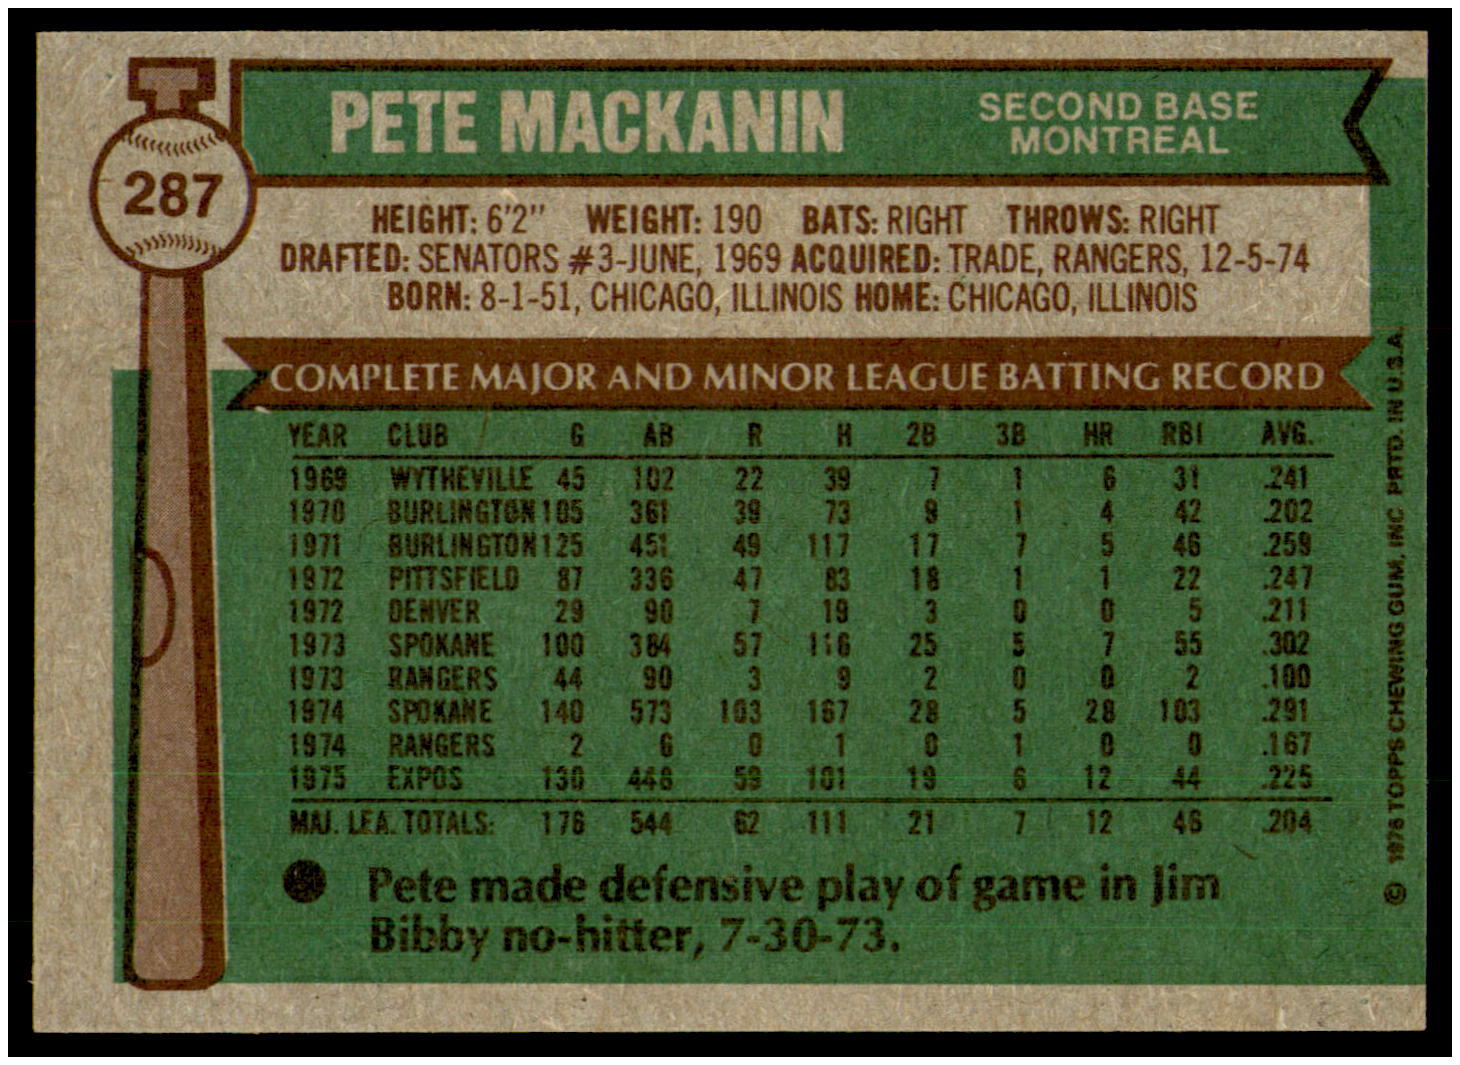 287
PETE MACKANIN
SECOND BASE
MONTREAL
HEIGHT: 6'2" WEIGHT: 190 BATS: RIGHT THROWS: RIGHT
DRAFTED: SENATORS #3-JUNE, 1969 ACQUIRED: TRADE, RANGERS, 12-5-74
BORN: 8-1-51, CHICAGO, ILLINOIS HOME: CHICAGO, ILLINOIS
COMPLETE MAJOR AND MINOR LEAGUE BATTING RECORD
YEAR CLUB G AB R H 2B 3B HR RBI AVG.
1969 WYTHEVILLE 45 102 22 39 7 1 6 31 .241
1970 BURLINGTON 105 361 39 73 9 1 4 42 .202
1971 BURLINGTON 125 451 49 117 17 7 5 46 .259
1972 PITTSFIELD 87 336 47 83 18 1 1 22 .247
1972 DENVER 29 90 7 19 3 0 0 5 .211
1973 SPOKANE 100 384 57 116 25 5 7 55 .302
1973 RANGERS 44 90 3 9 2 0 0 2 .100
1974 SPOKANE 140 573 103 167 28 5 28 103 .291
1974 RANGERS 2 6 0 1 0 1 0 0 .167
1975 EXPOS 130 448 59 101 19 6 12 44 .225
MAJ. LEA. TOTALS: 176 544 62 111 21 7 12 46 .204
Pete made defensive play of game in Jim
Bibby no-hitter, 7-30-73.
© 1976 TOPPS CHEWING GUM, INC. PRTD. IN U.S.A.